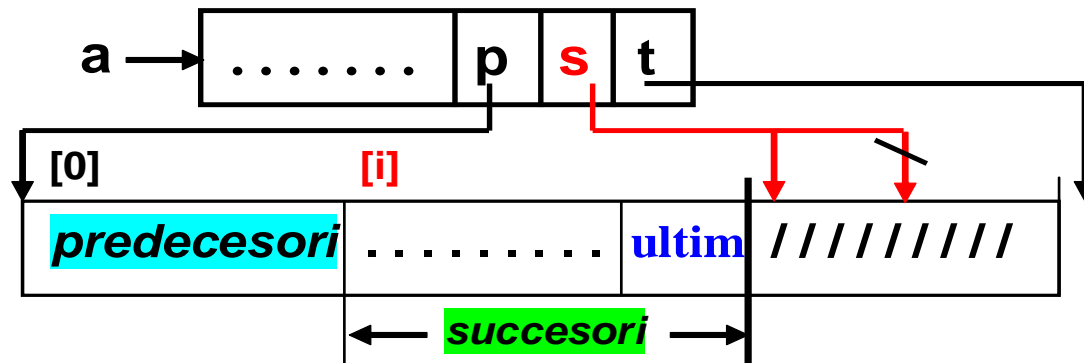 a . . . . . . . p s t
[0] [i]
predecesori . . . . . . . . . . ultim / / / / / / / / /
succesori